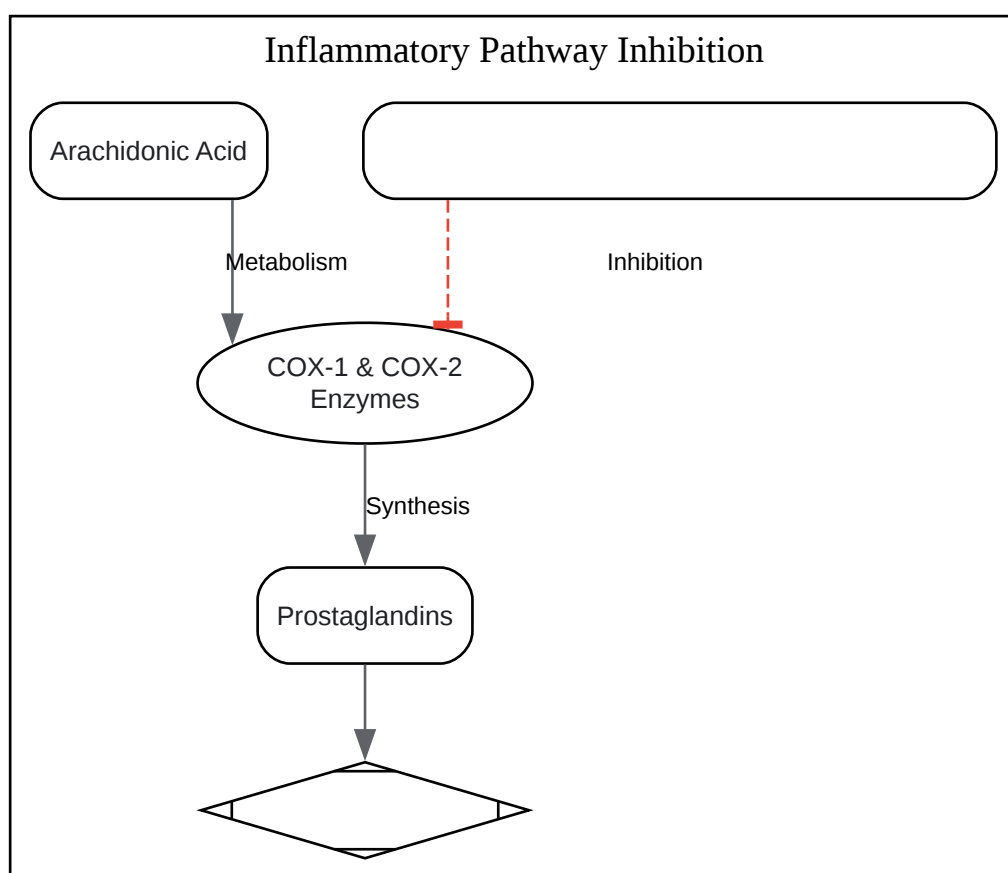 Inflammatory Pathway Inhibition
Arachidonic Acid
Metabolism
Inhibition
COX-1 & COX-2
Enzymes
Synthesis
Prostaglandins